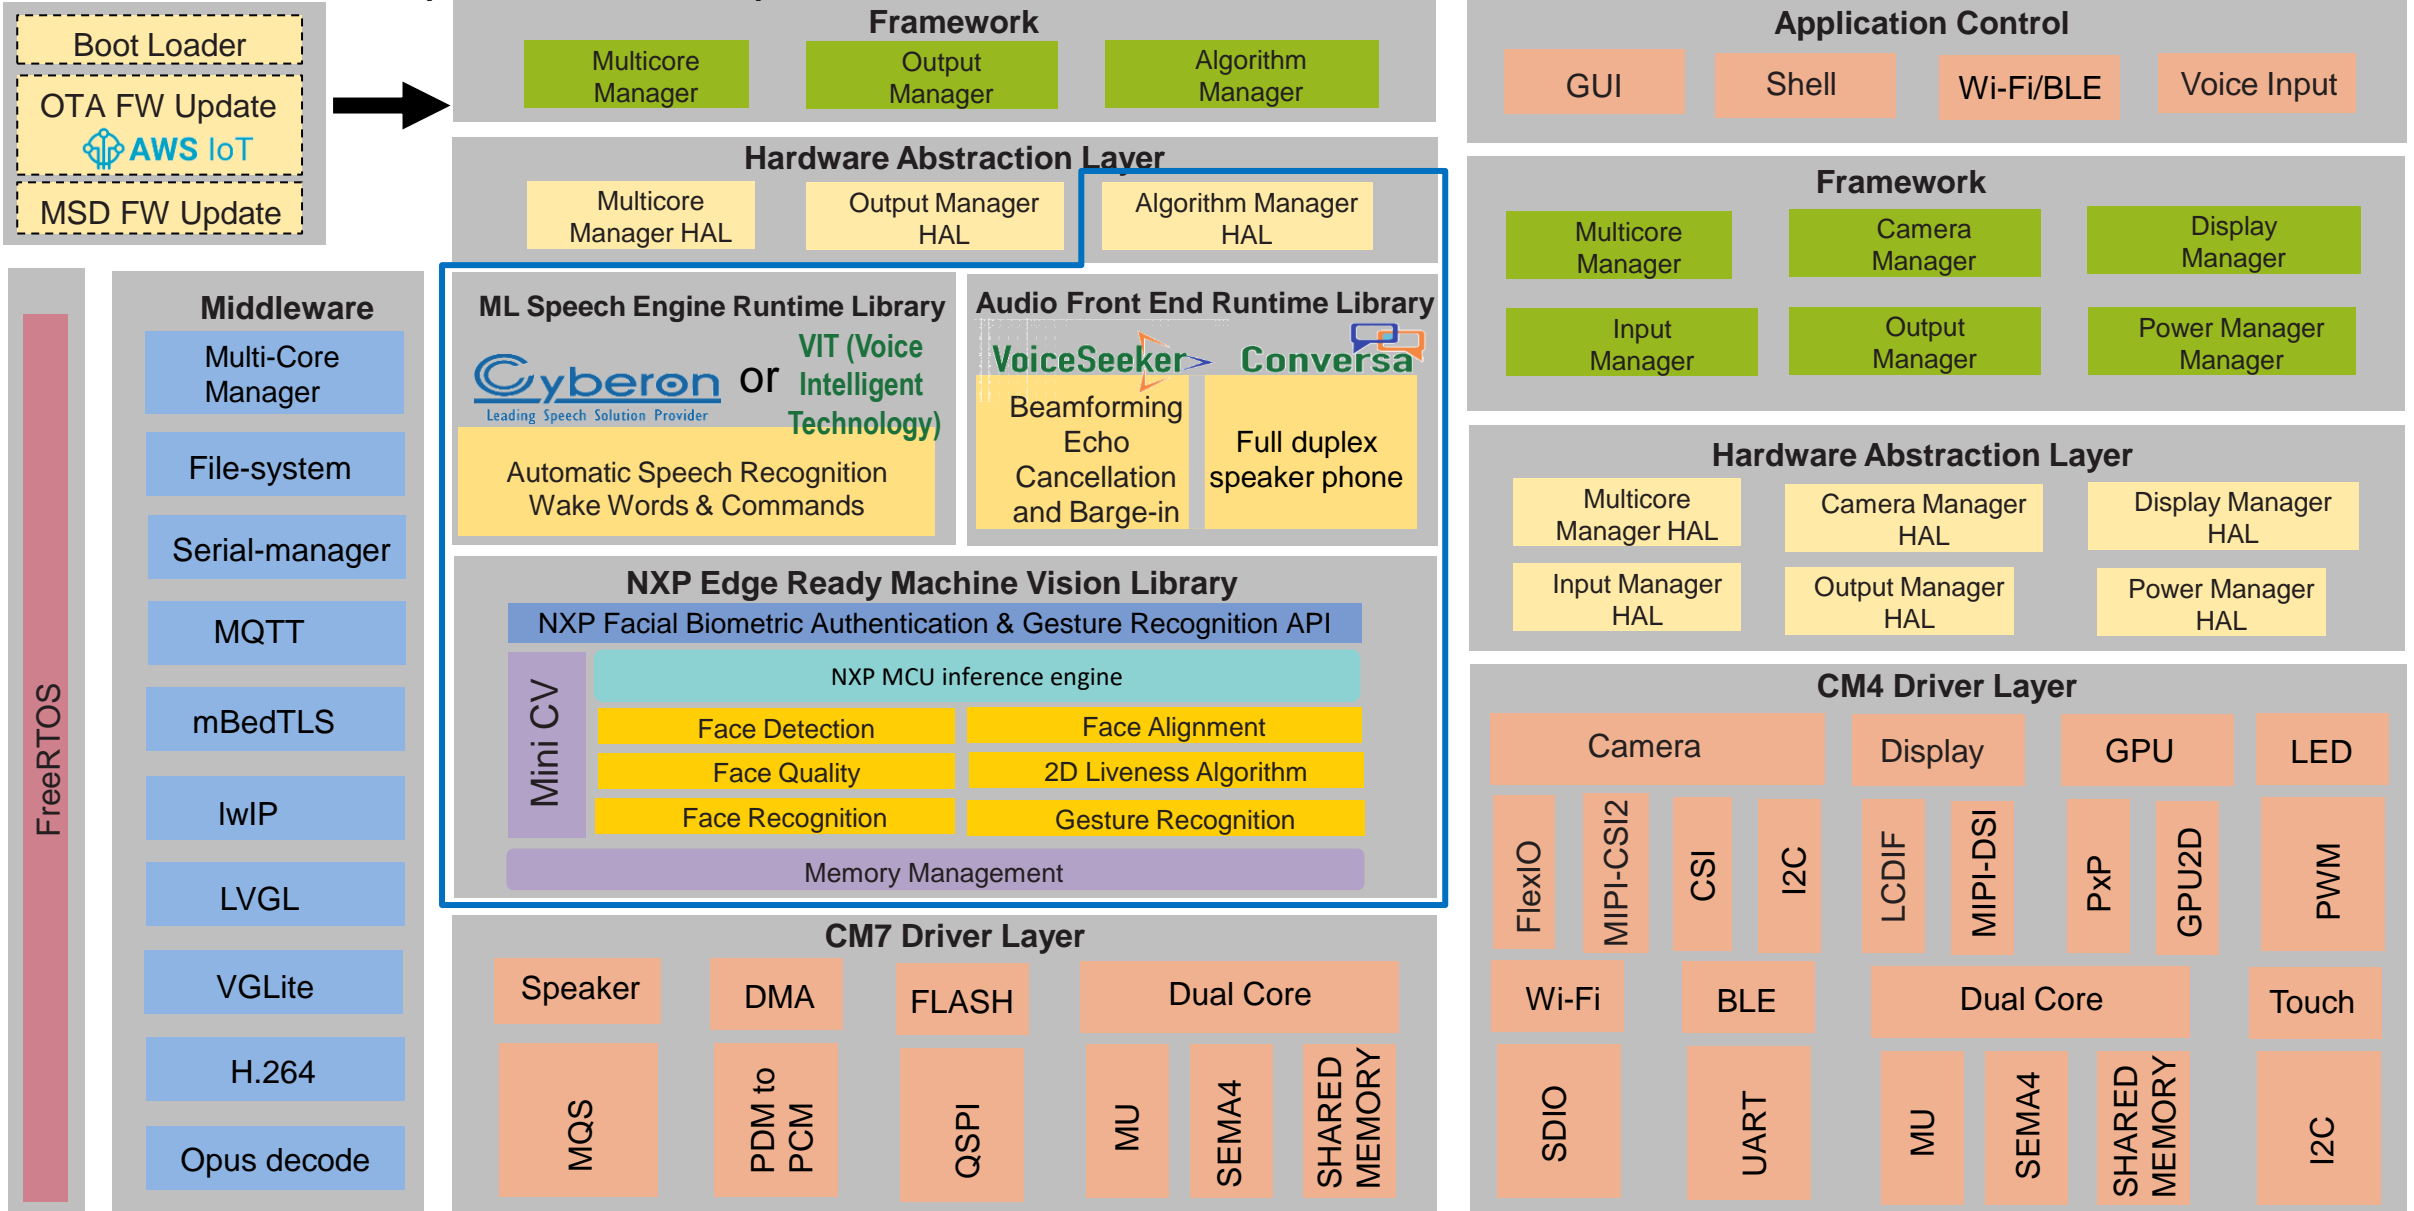 Boot Loader
OTA FW Update
AWS IoT
MSD FW Update
FreeRTOS
Middleware
Multi-Core
Manager
File-system
Serial-manager
MQTT
mBedTLS
lwIP
LVGL
VGLite
H.264
Opus decode
Framework
Multicore
Manager
Output
Manager
Algorithm
Manager
Hardware Abstraction Layer
Multicore
Manager HAL
Output Manager
HAL
Algorithm Manager
HAL
ML Speech Engine Runtime Library
Cyberon
Leading Speech Solution Provider
or
VIT (Voice
Intelligent
Technology)
Automatic Speech Recognition
Wake Words & Commands
Audio Front End Runtime Library
VoiceSeeker
Beamforming
Echo
Cancellation
and Barge-in
Conversa
Full duplex
speaker phone
NXP Edge Ready Machine Vision Library
NXP Facial Biometric Authentication & Gesture Recognition API
Mini CV
NXP MCU inference engine
Face Detection
Face Alignment
Face Quality
2D Liveness Algorithm
Face Recognition
Gesture Recognition
Memory Management
CM7 Driver Layer
Speaker
DMA
FLASH
Dual Core
MQS
PDM to
PCM
QSPI
MU
SEMA4
SHARED
MEMORY
Application Control
GUI
Shell
Wi-Fi/BLE
Voice Input
Framework
Multicore
Manager
Camera
Manager
Display
Manager
Input
Manager
Output
Manager
Power Manager
Manager
Hardware Abstraction Layer
Multicore
Manager HAL
Camera Manager
HAL
Display Manager
HAL
Input Manager
HAL
Output Manager
HAL
Power Manager
HAL
CM4 Driver Layer
Camera
Display
GPU
LED
FlexIO
MIPI-CSI2
CSI
I2C
LCDIF
MIPI-DSI
PxP
GPU2D
PWM
Wi-Fi
BLE
Dual Core
Touch
SDIO
UART
MU
SEMA4
SHARED
MEMORY
I2C